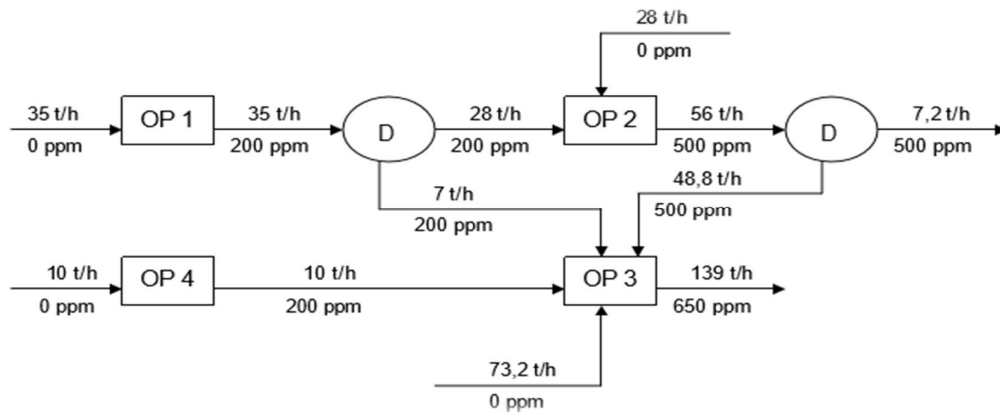 28 t/h
0 ppm
35 t/h
0 ppm
OP 1
35 t/h
200 ppm
D
28 t/h
200 ppm
OP 2
56 t/h
500 ppm
D
7,2 t/h
500 ppm
7 t/h
200 ppm
48,8 t/h
500 ppm
10 t/h
0 ppm
OP 4
10 t/h
200 ppm
OP 3
139 t/h
650 ppm
73,2 t/h
0 ppm